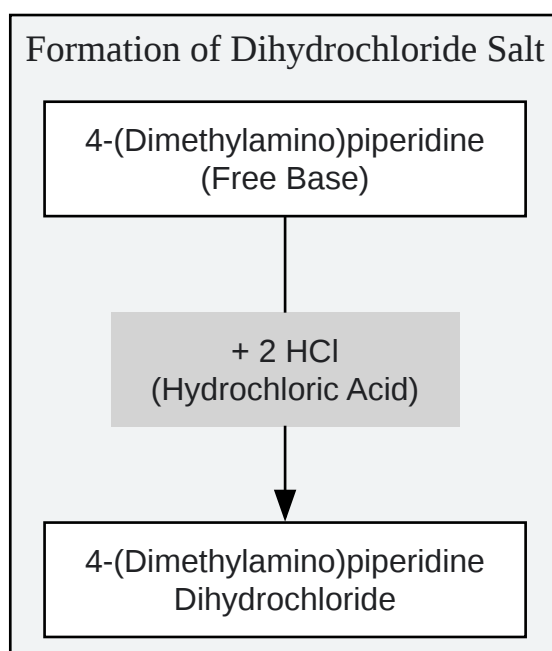 Formation of Dihydrochloride Salt
4-(Dimethylamino)piperidine
(Free Base)
+ 2 HCl
(Hydrochloric Acid)
4-(Dimethylamino)piperidine
Dihydrochloride